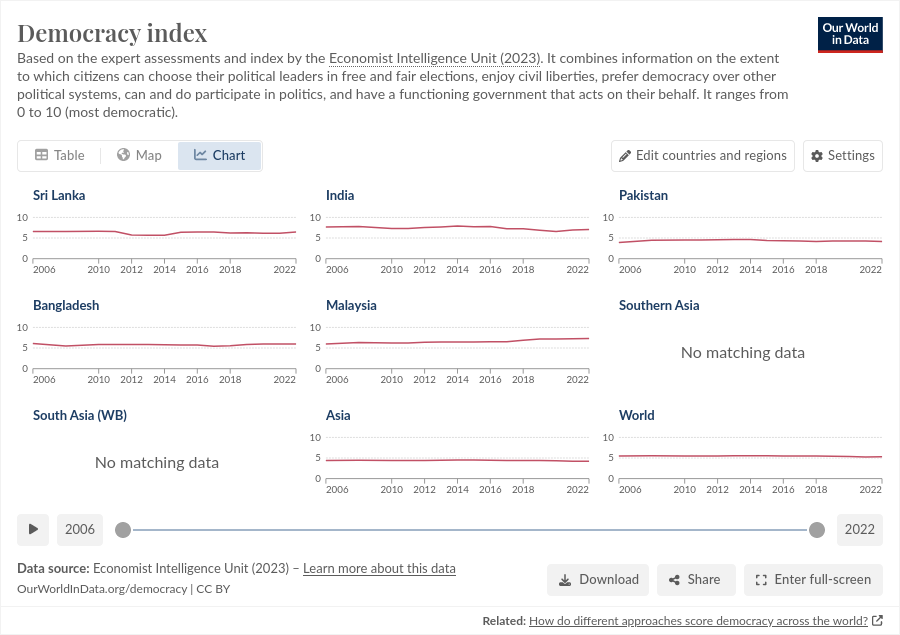 Democracy index
Our World
in Data
Based on the expert assessments and index by the Economist Intelligence Unit (2023). It combines information on the extent
to which citizens can choose their political leaders in free and fair elections, enjoy civil liberties, prefer democracy over other
political systems, can and do participate in politics, and have a functioning government that acts on their behalf. It ranges from
0 to 10 (most democratic).
Table Map Chart Edit countries and regions Settings
Sri Lanka India Pakistan
10 10 10
5 5 5
0 0 0
2006 2010 2012 2014 2016 2018 2022 2006 2010 2012 2014 2016 2018 2022 2006 2010 2012 2014 2016 2018 2022
Bangladesh Malaysia Southern Asia
10 10
5 5 No matching data
0 0
2006 2010 2012 2014 2016 2018 2022 2006 2010 2012 2014 2016 2018 2022
South Asia (WB) Asia World
10 10
No matching data 5 5
0 0
2006 2010 2012 2014 2016 2018 2022 2006 2010 2012 2014 2016 2018 2022
2006 2022
Data source: Economist Intelligence Unit (2023) – Learn more about this data
OurWorldInData.org/democracy | CC BY
Download Share Enter full-screen
Related: How do different approaches score democracy across the world?